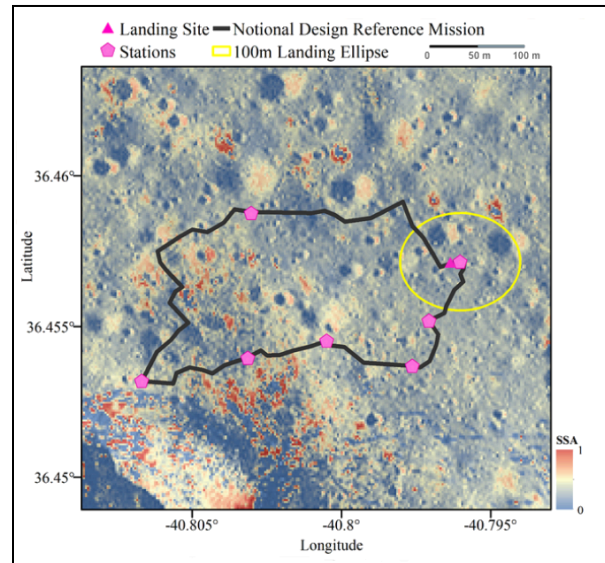 Landing Site Notional Design Reference Mission
Stations 100m Landing Ellipse
0 50 m 100 m
36.46°
36.455°
36.45°
Latitude
SSA
1
0
-40.805 -40.8 -40.795
Longitude